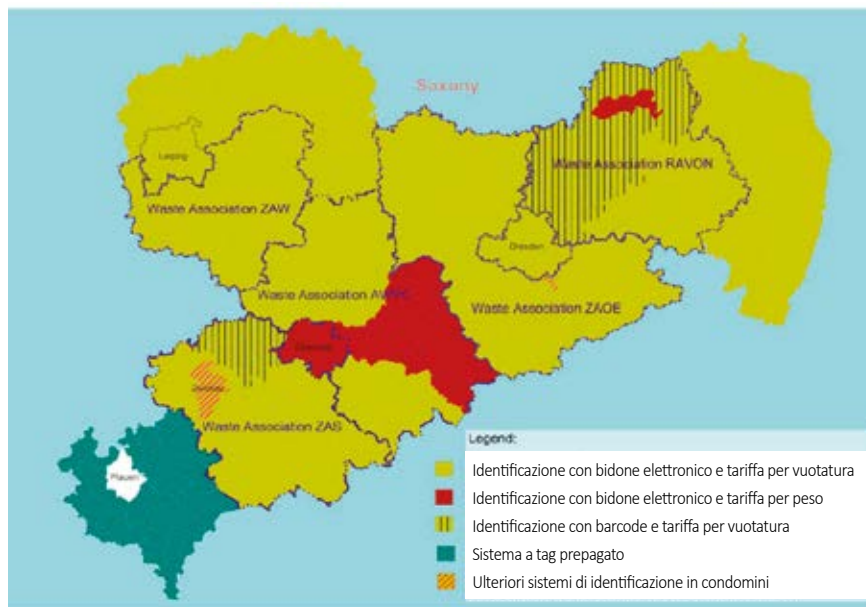 Saxony
Leipzig
Waste Association RAVON
Waste Association ZAW
Dresden
Waste Association
Waste Association ZAOE
Waste Association ZAS
Plauen
Legend:
Identificazione con bidone elettronico e tariffa per vuotatura
Identificazione con bidone elettronico e tariffa per peso
Identificazione con barcode e tariffa per vuotatura
Sistema a tag prepagato
Ulteriori sistemi di identificazione in condomini